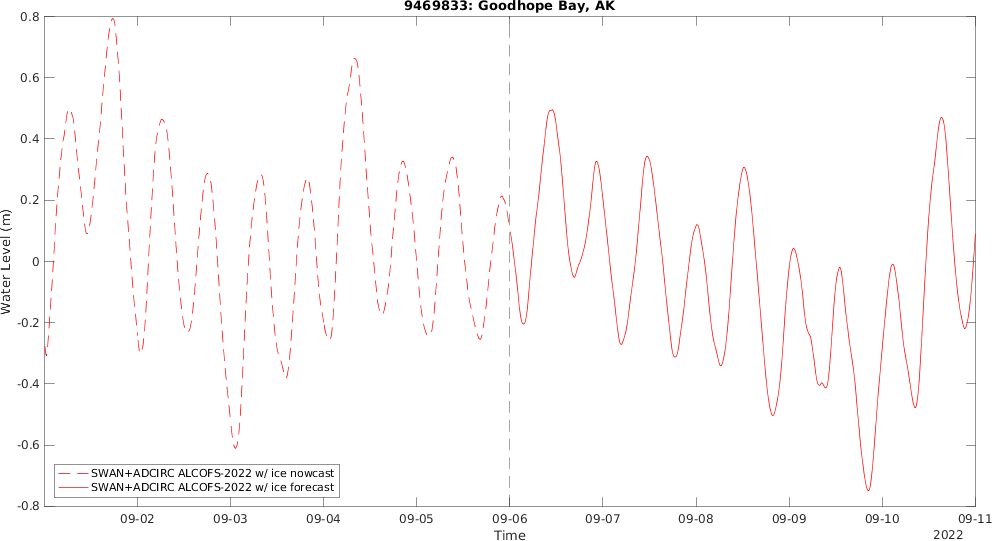 9469833: Goodhope Bay, AK
Water Level (m)
0.8
0.6
0.4
0.2
0
-0.2
-0.4
-0.6
-0.8
SWAN+ADCIRC ALCOFS-2022 w/ ice nowcast
SWAN+ADCIRC ALCOFS-2022 w/ ice forecast
09-02 09-03 09-04 09-05 09-06 09-07 09-08 09-09 09-10 09-11
Time
2022